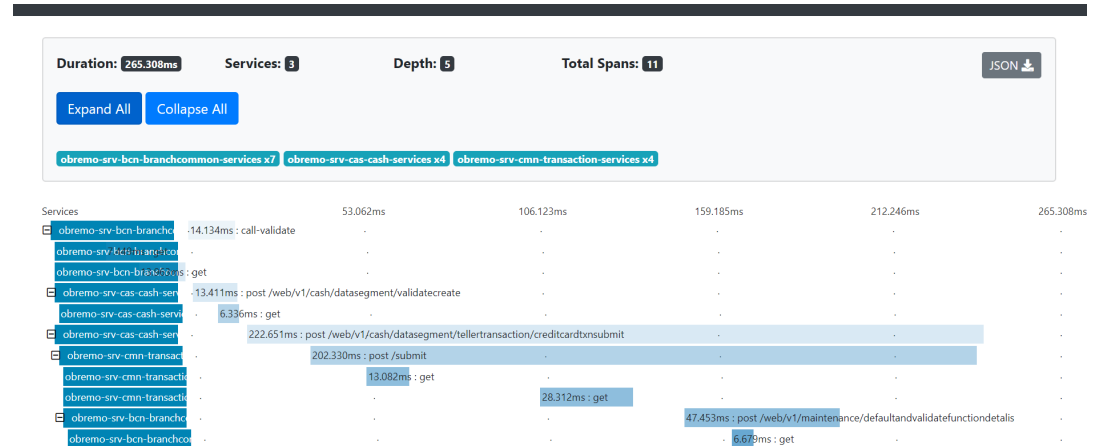 Duration: 265.308ms Services: 3 Depth: 5 Total Spans: 11 JSON
Expand All Collapse All
obremo-srv-bcn-branchcommon-services x7 obremo-srv-cas-cash-services x4 obremo-srv-cmn-transaction-services x4
Services 53.062ms 106.123ms 159.185ms 212.246ms 265.308ms
obremo-srv-bcn-branchc 14.134ms : call-validate
obremo-srv-bcn-branchcor : get
obremo-srv-bcn-branchco : get
obremo-srv-cas-cash-serv 13.411ms : post /web/v1/cash/datasegment/validatecreate
obremo-srv-cas-cash-servi 6.336ms : get
obremo-srv-cas-cash-serv 222.651ms : post /web/v1/cash/datasegment/tellertransaction/creditcardtxnsubmit
obremo-srv-cmn-transact 202.330ms : post /submit
obremo-srv-cmn-transactic 13.082ms : get
obremo-srv-cmn-transactic 28.312ms : get
obremo-srv-bcn-branchc 47.453ms : post /web/v1/maintenance/defaultandvalidatefunctiondetalis
obremo-srv-bcn-branchcor 6.679ms : get